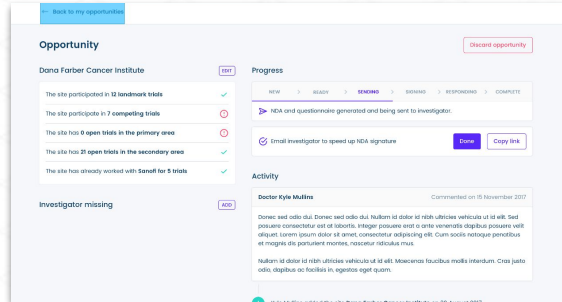 ← Back to my opportunities
Opportunity
Discard opportunity
Dana Farber Cancer Institute
EDIT
The site participated in 12 landmark trials
The site participate in 7 competing trials
The site has 0 open trials in the primary area
The site has 21 open trials in the secondary area
The site has already worked with Sanofi for 5 trials
Investigator missing
ADD
Progress
NEW > READY > SENDING > SIGNING > RESPONDING > COMPLETE
NDA and questionnaire generated and being sent to investigator.
Email investigator to speed up NDA signature
Done
Copy link
Activity
Doctor Kyle Mullins
Commented on 15 November 2017
Donec sed odio dui. Donec sed odio dui. Nullam id dolor id nibh ultricies vehicula ut id elit. Sed
posuere consectetur est at lobortis. Integer posuere erat a ante venenatis dapibus posuere velit
aliquet. Lorem ipsum dolor sit amet, consectetur adipiscing elit. Cum sociis natoque penatibus
et magnis dis parturient montes, nascetur ridiculus mus.
Nullam id dolor id nibh ultricies vehicula ut id elit. Maecenas faucibus mollis interdum. Cras justo
odio, dapibus ac facilisis in, egestas eget quam.